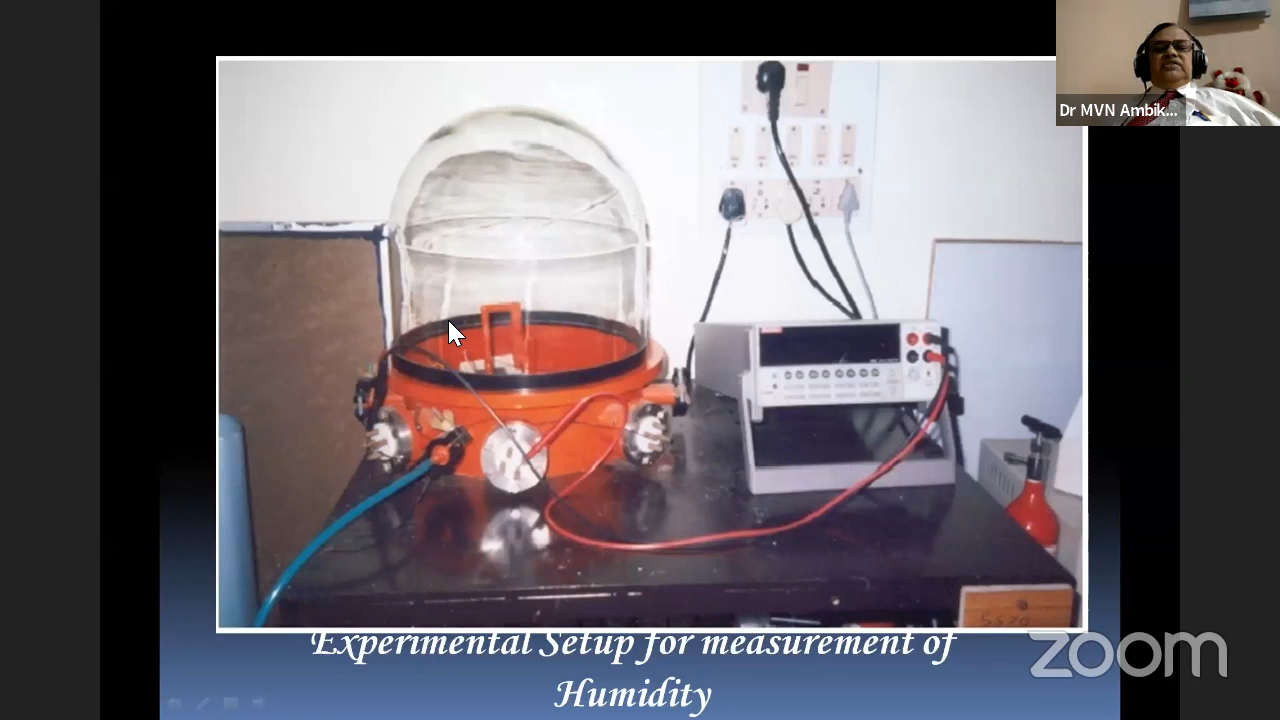 Dr MVN Ambik...
Experimental Setup for measurement of
Humidity
zoom